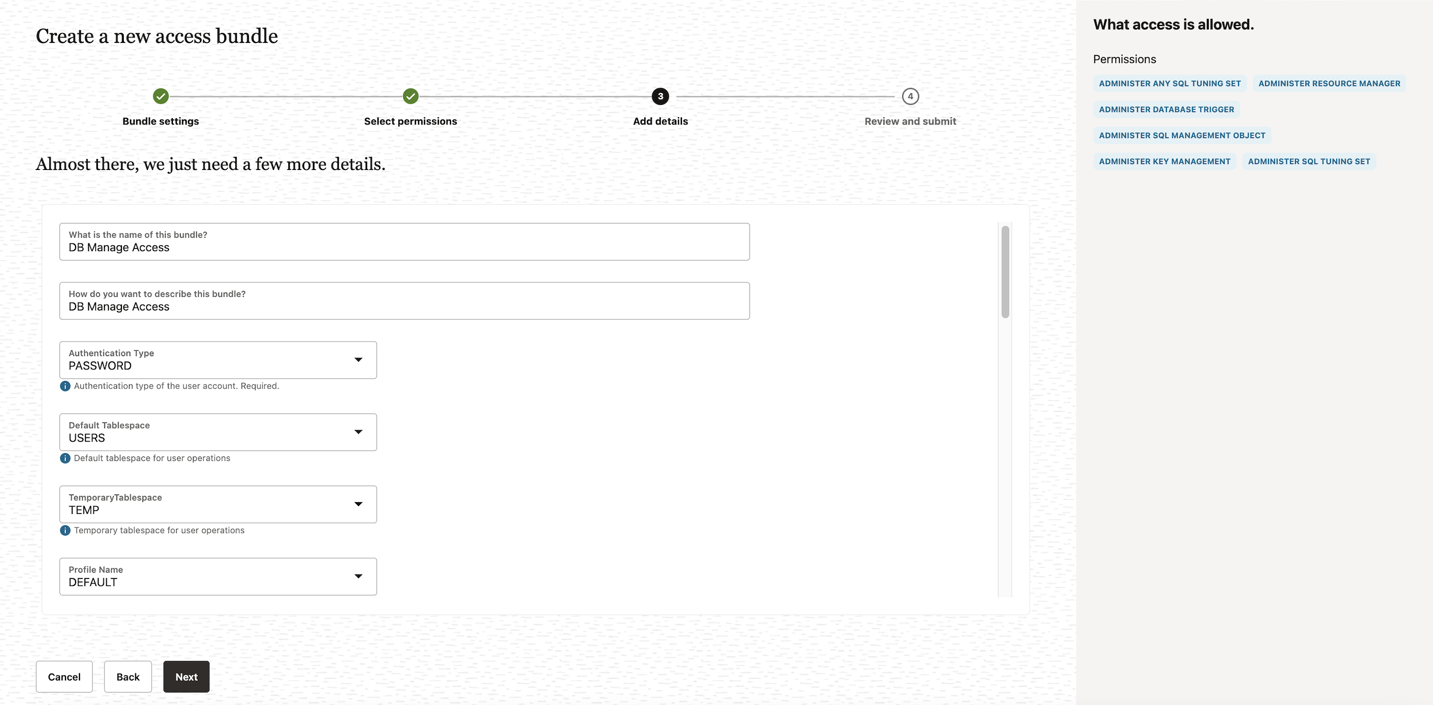 Create a new access bundle
3
4
Bundle settings
Select permissions
Add details
Review and submit
Almost there, we just need a few more details.
What is the name of this bundle?
DB Manage Access
How do you want to describe this bundle?
DB Manage Access
Authentication Type
PASSWORD
Authentication type of the user account. Required.
Default Tablespace
USERS
Default tablespace for user operations
TemporaryTablespace
TEMP
Temporary tablespace for user operations
Profile Name
DEFAULT
Cancel
Back
Next
What access is allowed.
Permissions
ADMINISTER ANY SQL TUNING SET
ADMINISTER RESOURCE MANAGER
ADMINISTER DATABASE TRIGGER
ADMINISTER SQL MANAGEMENT OBJECT
ADMINISTER KEY MANAGEMENT
ADMINISTER SQL TUNING SET